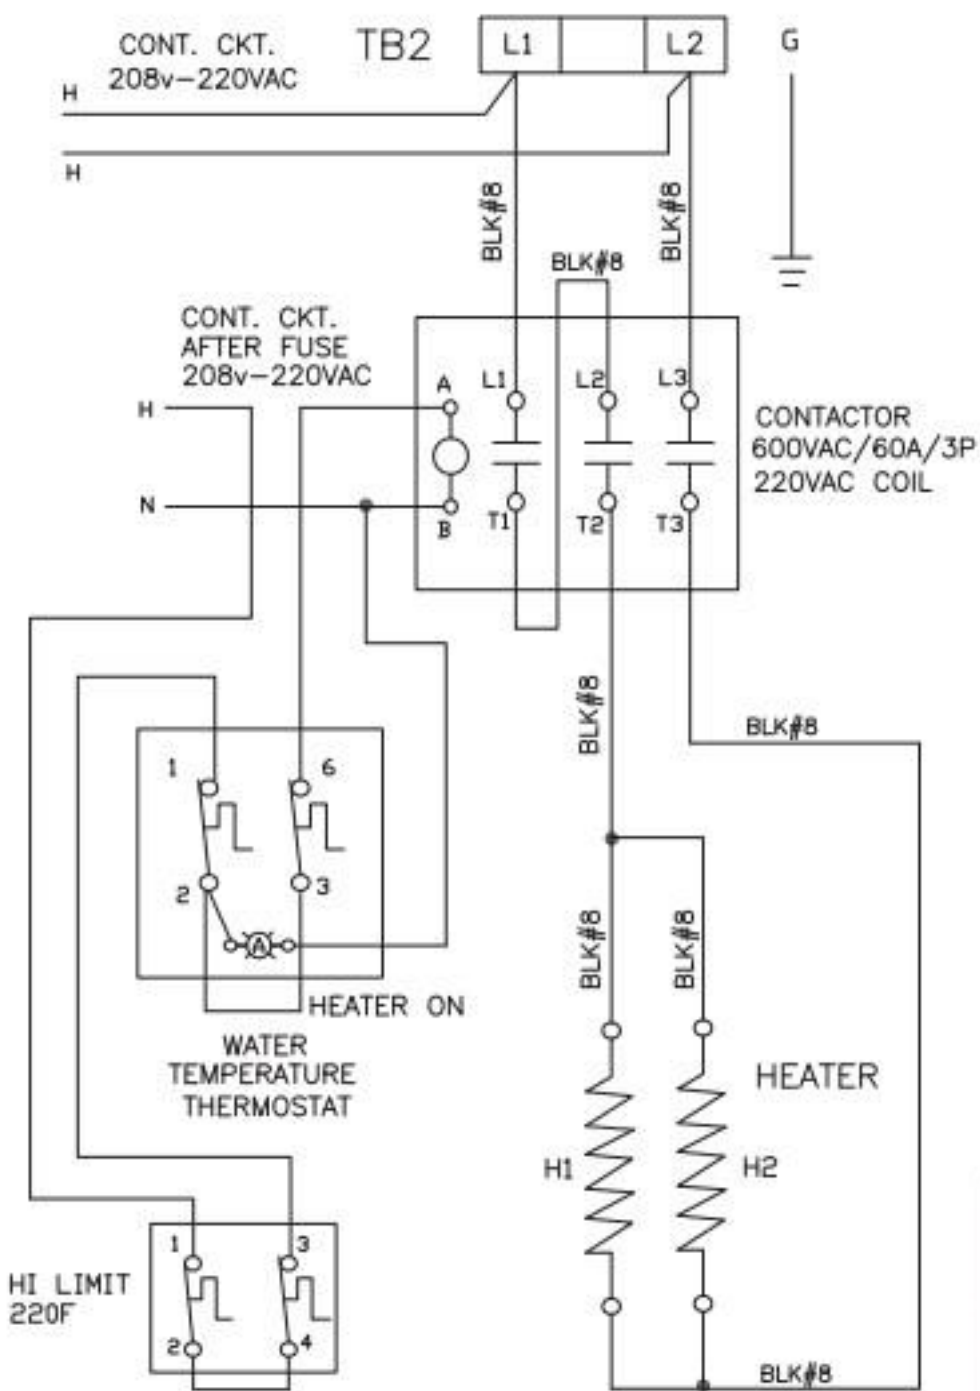 CONT. CKT.
208v-220VAC
TB2
L1
L2
G
H
H
BLK#8
BLK#8
BLK#8
CONT. CKT.
AFTER FUSE
208v-220VAC
A
L1
L2
L3
H
CONTACTOR
600VAC/60A/3P
220VAC COIL
N
B
T1
T2
T3
BLK#8
BLK#8
1
6
2
3
A
HEATER ON
WATER
TEMPERATURE
THERMOSTAT
BLK#8
BLK#8
HEATER
H1
H2
1
3
HI LIMIT
220F
2
4
BLK#8